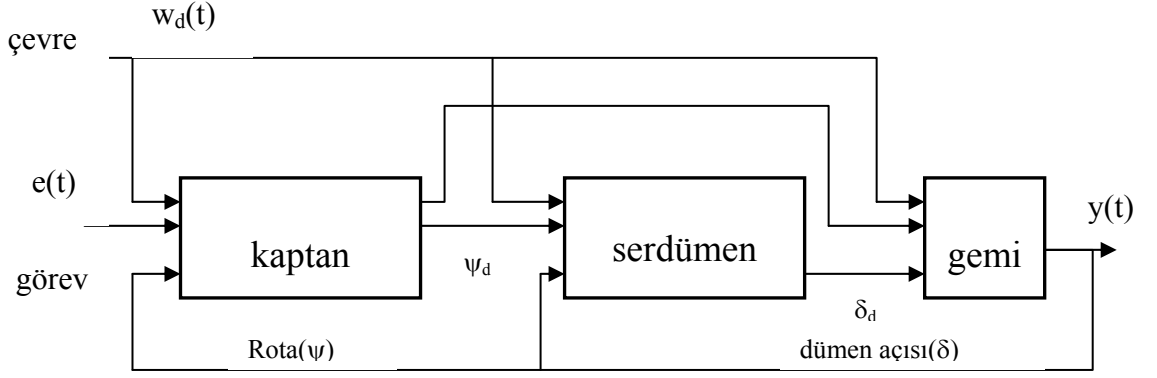 w_d(t)
çevre
e(t)
görev
kaptan
ψ_d
serdümen
δ_d
gemi
y(t)
Rota(ψ)
dümen açısı(δ)